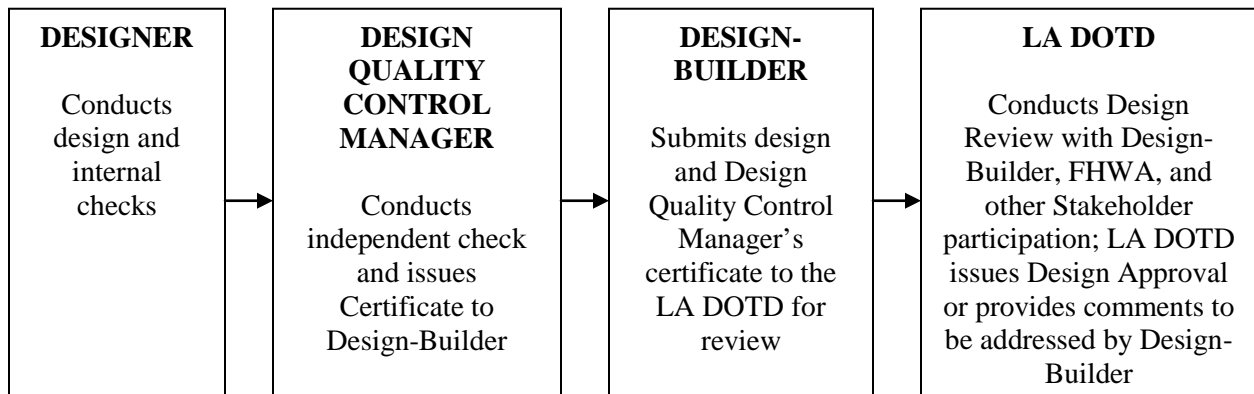 DESIGNER
Conducts
design and
internal
checks
DESIGN
QUALITY
CONTROL
MANAGER
Conducts
independent check
and issues
Certificate to
Design-Builder
DESIGN-
BUILDER
Submits design
and Design
Quality Control
Manager's
certificate to the
LA DOTD for
review
LA DOTD
Conducts Design
Review with Design-
Builder, FHWA, and
other Stakeholder
participation; LA DOTD
issues Design Approval
or provides comments to
be addressed by Design-
Builder